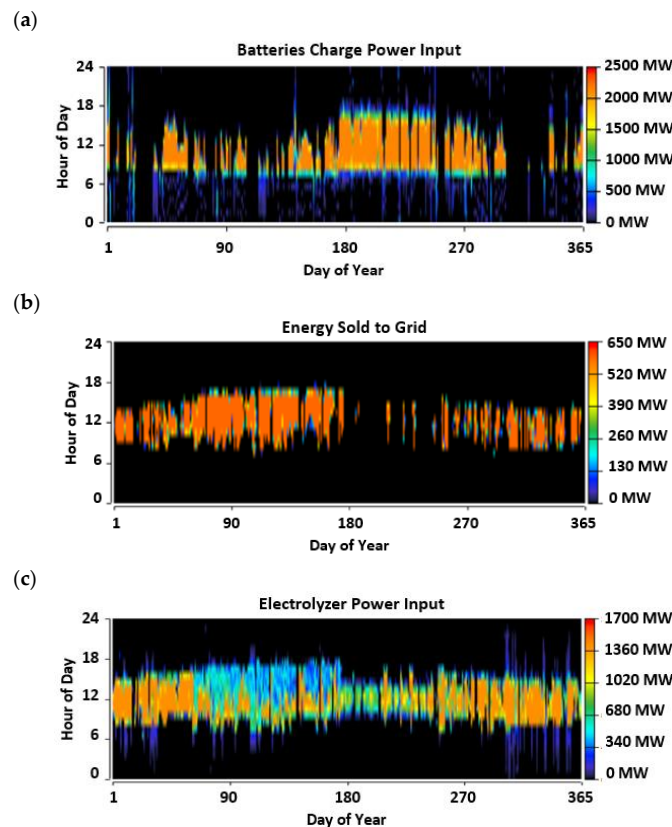 (a)
Batteries Charge Power Input
24
18
12
6
0
Hour of Day
1 90 180 270 365
Day of Year
2500 MW
2000 MW
1500 MW
1000 MW
500 MW
0 MW
(b)
Energy Sold to Grid
24
18
12
6
0
Hour of Day
1 90 180 270 365
Day of Year
650 MW
520 MW
390 MW
260 MW
130 MW
0 MW
(c)
Electrolyzer Power Input
24
18
12
6
0
Hour of Day
1 90 180 270 365
Day of Year
1700 MW
1360 MW
1020 MW
680 MW
340 MW
0 MW